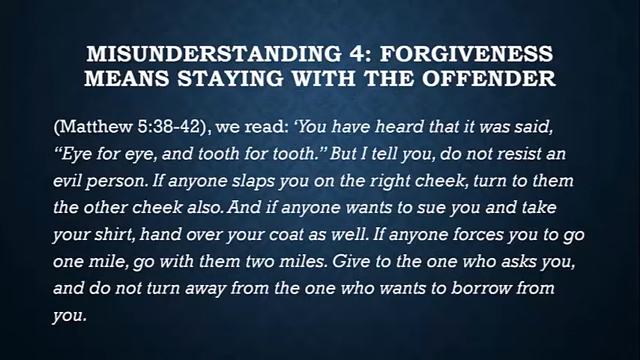 MISUNDERSTANDING 4: FORGIVENESS
MEANS STAYING WITH THE OFFENDER
(Matthew 5:38-42), we read: ‘You have heard that it was said,
“Eye for eye, and tooth for tooth.” But I tell you, do not resist an
evil person. If anyone slaps you on the right cheek, turn to them
the other cheek also. And if anyone wants to sue you and take
your shirt, hand over your coat as well. If anyone forces you to go
one mile, go with them two miles. Give to the one who asks you,
and do not turn away from the one who wants to borrow from
you.